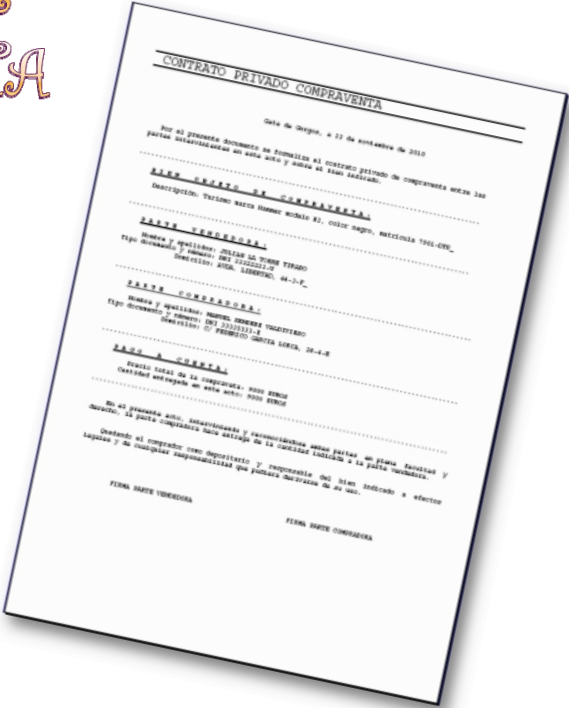 CONTRATO PRIVADO COMPRAVENTA
Gata de Gorgos, a 22 de noviembre de 2010
Por el presente documento se formaliza el contrato privado de compraventa entre las
partes intervinientes en este acto y sobre el bien indicado.
BIEN OBJETO DE COMPRAVENTA:
Descripción: Turismo marca Hummer modelo H2, color negro, matrícula
PARTE VENDEDORA:
Nombre y apellidos: JULIAN LA TORRE TIRADO
Tipo documento y número: DNI
Domicilio: AVDA. LIBERTAD,
PARTE COMPRADORA:
Nombre y apellidos: MANUEL
Tipo documento y número: DNI
Domicilio: C/ FEDERICO GARCIA LORCA,
PAGO A CUENTA:
Precio total de la compraventa: 9000 EUROS
Cantidad entregada en este acto: 9000 EUROS
En el presente acto, interviniendo y reconociéndose ambas partes en plena facultad y
derecho, la parte compradora hace entrega de la cantidad indicada a la parte vendedora.
Quedando el comprador como depositario y responsable del bien indicado a efectos
legales y de cualquier responsabilidad que pudiera derivarse de su uso.
FIRMA PARTE VENDEDORA
FIRMA PARTE COMPRADORA